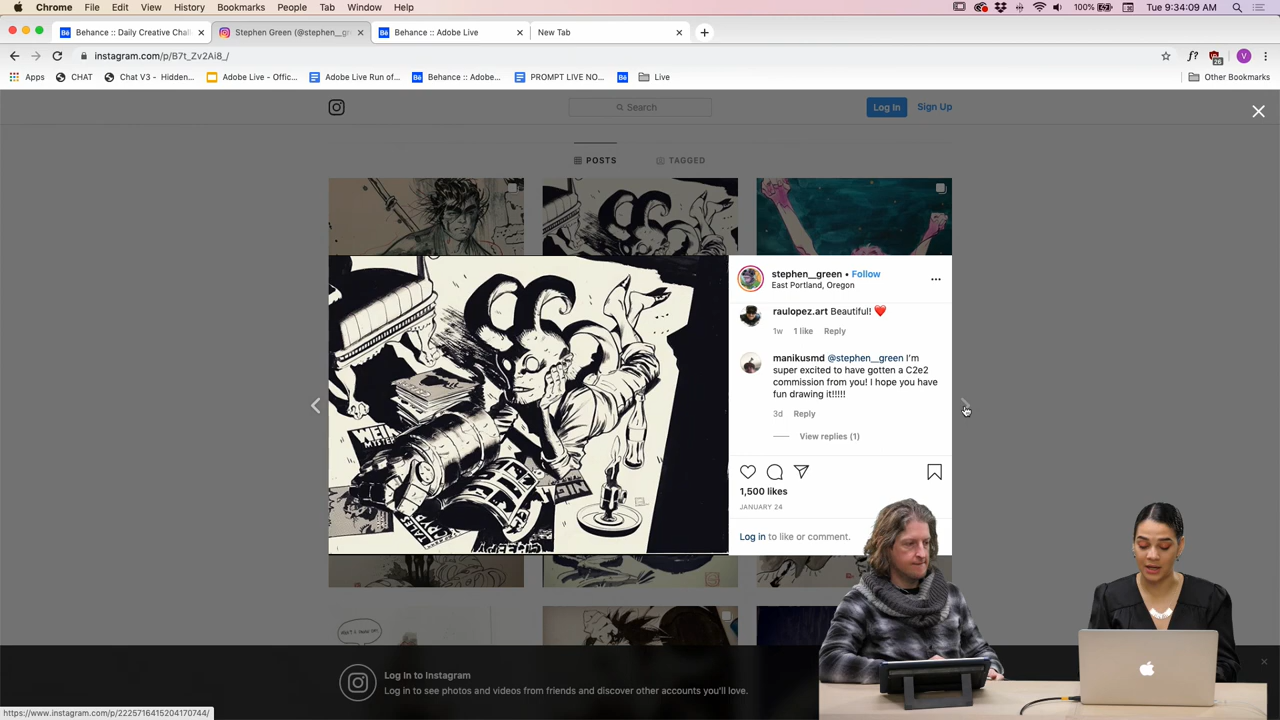 Chrome File Edit View History Bookmarks People Tab Window Help
100% Tue 9:34:09 AM
Behance :: Daily Creative Chall
Stephen Green (@stephen__gr
Behance :: Adobe Live
New Tab
instagram.com/p/B7t_Zv2Ai8_/
Apps CHAT Chat V3 - Hidden... Adobe Live - Offic... Adobe Live Run of... Behance :: Adobe... PROMPT LIVE NO... Live Other Bookmarks
Search
Log In Sign Up
POSTS TAGGED
stephen__green • Follow
East Portland, Oregon
raulopez.art Beautiful! ❤️
1w 1 like Reply
manikusmd @stephen__green I'm
super excited to have gotten a C2e2
commission from you! I hope you have
fun drawing it!!!!!
3d Reply
View replies (1)
1,500 likes
JANUARY 24
Log in to like or comment.
Log In to Instagram
Log in to see photos and videos from friends and discover other accounts you'll love.
https://www.instagram.com/p/2225716415204170744/